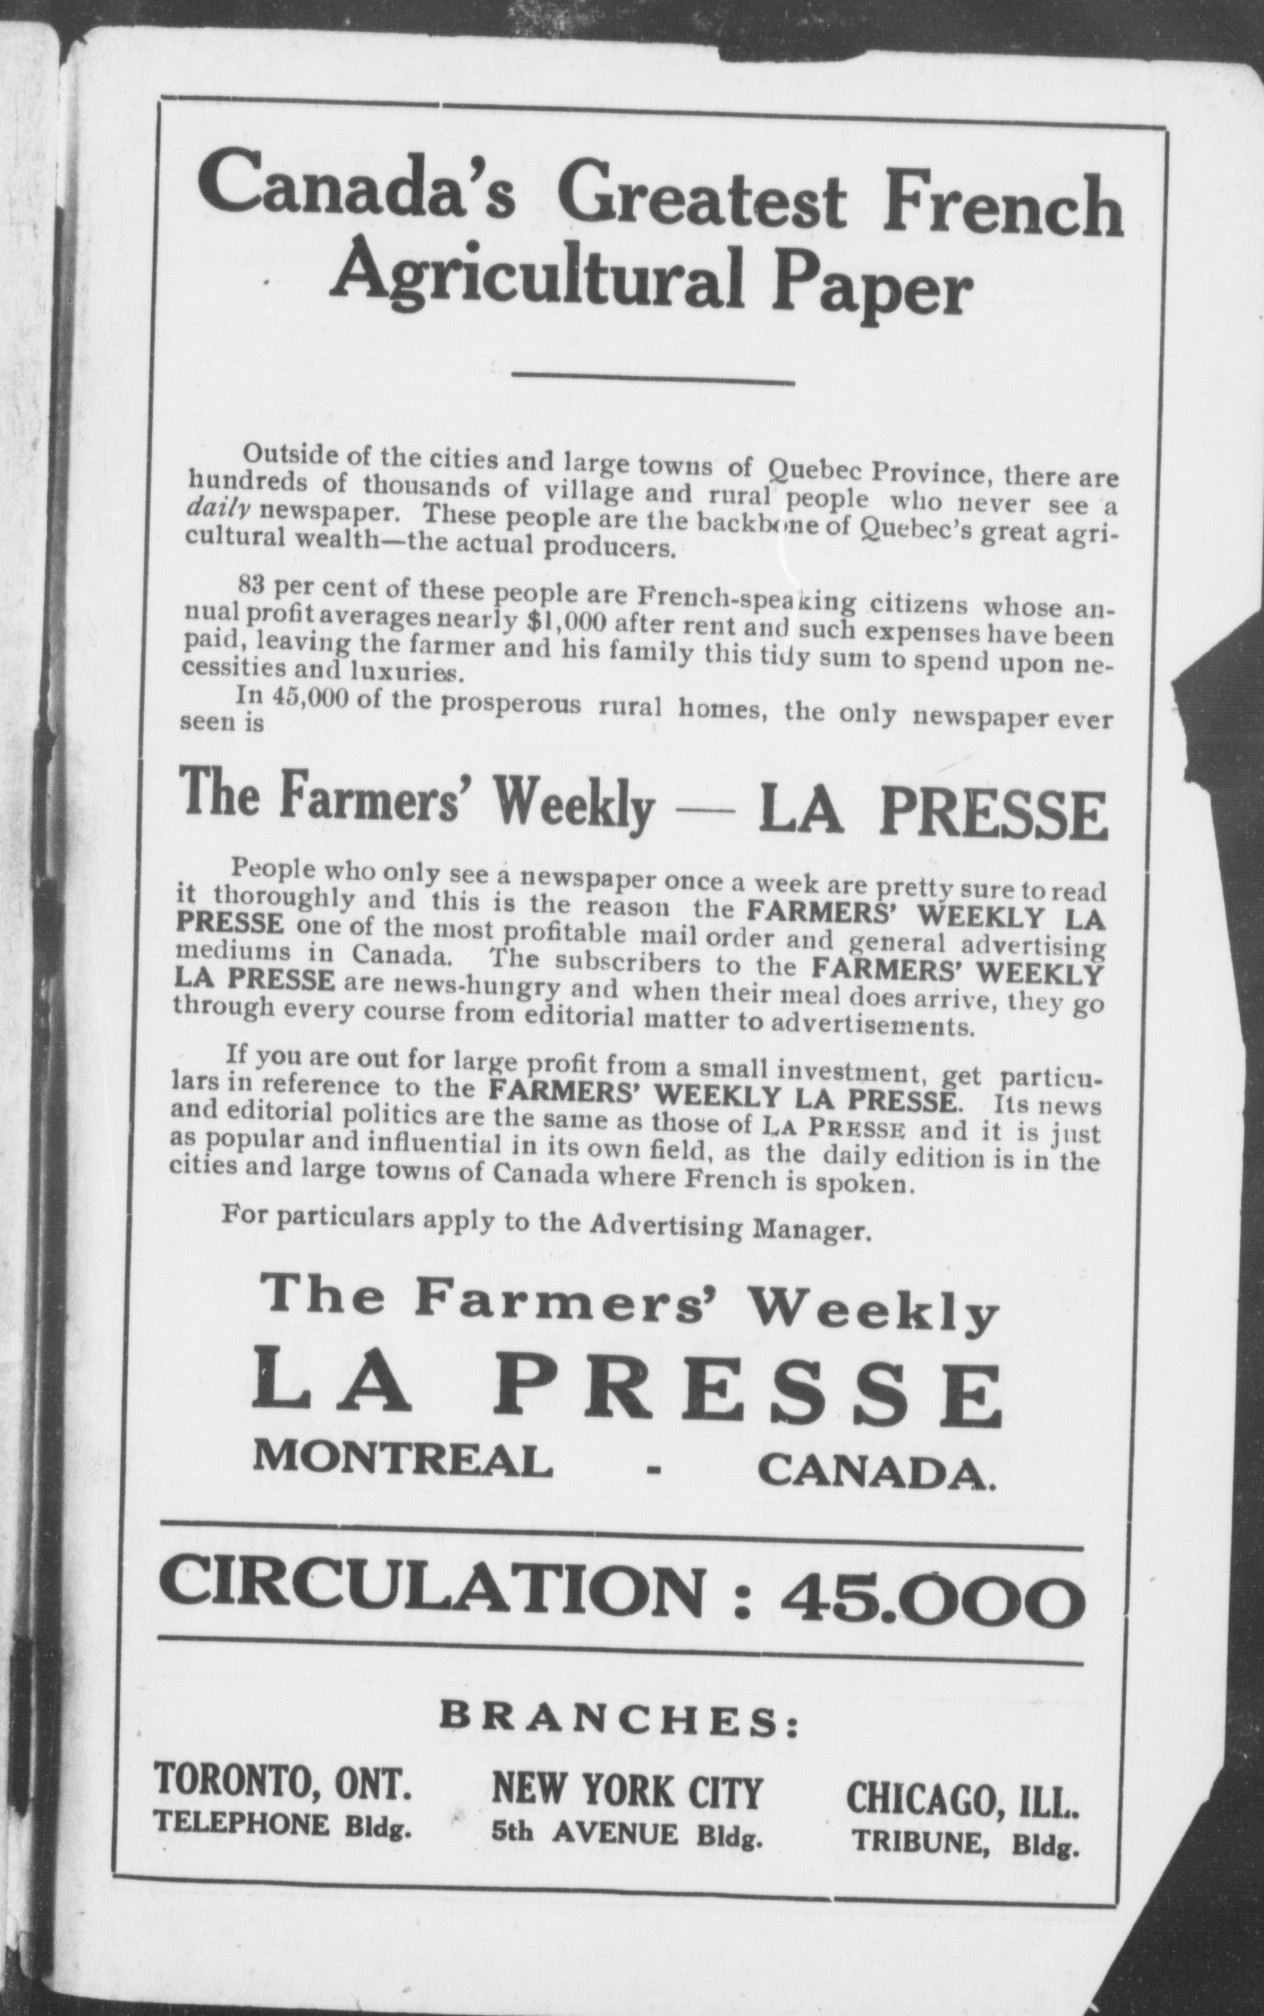 Canada's Greatest French
Agricultural Paper
Outside of the cities and large towns of Quebec Province, there are
hundreds of thousands of village and rural people who never see a
daily newspaper. These people are the backbone of Quebec's great agri-
cultural wealth—the actual producers.
83 per cent of these people are French-speaking citizens whose an-
nual profit averages nearly $1,000 after rent and such expenses have been
paid, leaving the farmer and his family this tidy sum to spend upon ne-
cessities and luxuries.
In 45,000 of the prosperous rural homes, the only newspaper ever
seen is
The Farmers' Weekly — LA PRESSE
People who only see a newspaper once a week are pretty sure to read
it thoroughly and this is the reason the FARMERS' WEEKLY LA
PRESSE one of the most profitable mail order and general advertising
mediums in Canada. The subscribers to the FARMERS' WEEKLY
LA PRESSE are news-hungry and when their meal does arrive, they go
through every course from editorial matter to advertisements.
If you are out for large profit from a small investment, get particu-
lars in reference to the FARMERS' WEEKLY LA PRESSE. Its news
and editorial politics are the same as those of LA PRESSE and it is just
as popular and influential in its own field, as the daily edition is in the
cities and large towns of Canada where French is spoken.
For particulars apply to the Advertising Manager.
The Farmers' Weekly
LA PRESSE
MONTREAL - CANADA.
CIRCULATION : 45.000
BRANCHES:
TORONTO, ONT. NEW YORK CITY CHICAGO, ILL.
TELEPHONE Bldg. 5th AVENUE Bldg. TRIBUNE, Bldg.